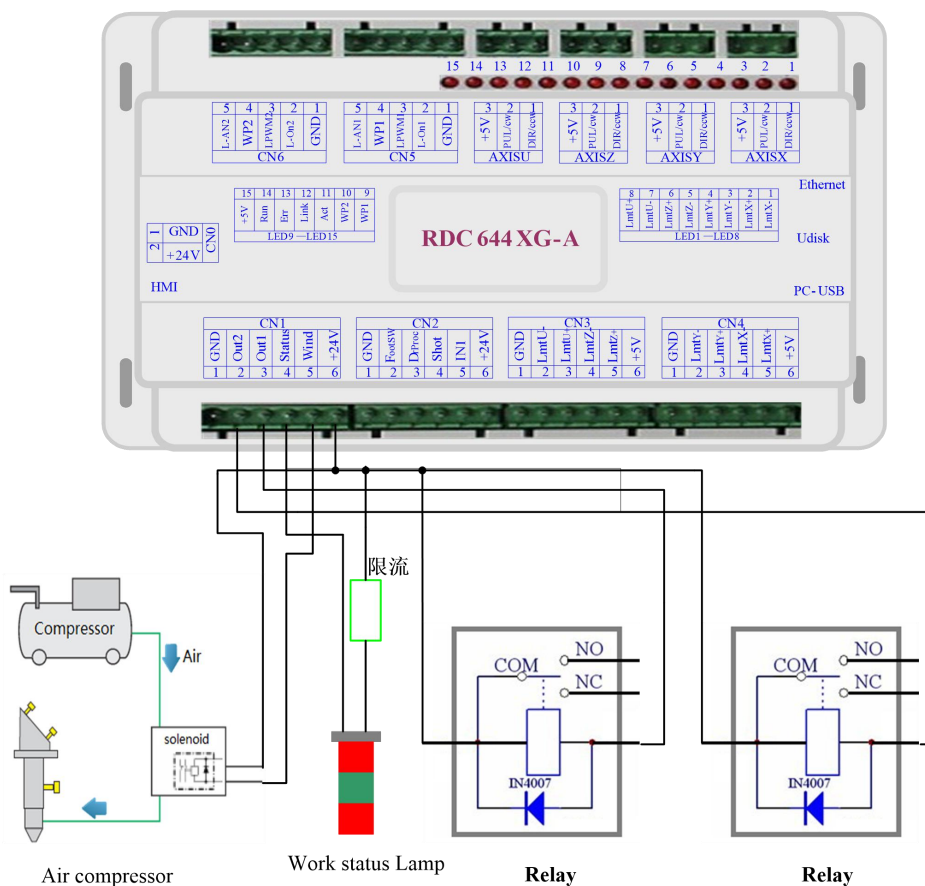 15 14 13 12 11 10 9 8 7 6 5 4 3 2 1
5 4 3 2 1
L-AN2 WP2 LPWM2 L-On2 GND
CN6
5 4 3 2 1
L-AN1 WP1 LPWM1 L-On1 GND
CN5
3 2 1
+5V PUL/cw DIR/ccw
AXISU
3 2 1
+5V PUL/cw DIR/ccw
AXISZ
3 2 1
+5V PUL/cw DIR/ccw
AXISY
3 2 1
+5V PUL/cw DIR/ccw
AXISX
Ethernet
15 14 13 12 11 10 9
+5V Run Err Link Act WP2 WP1
LED9—LED15
8 7 6 5 4 3 2 1
LmtU+ LmtU- LmtZ+ LmtZ- LmtY+ LmtY- LmtX+ LmtX-
LED1—LED8
RDC 644 XG-A
Udisk
1 GND
2 +24V
CN0
HMI
PC-USB
CN1
GND Out2 Out1 Status Wind +24V
1 2 3 4 5 6
CN2
GND FootSW DrProc Shot IN1 +24V
1 2 3 4 5 6
CN3
GND LmtU- LmtU+ LmtZ- LmtZ+ +5V
1 2 3 4 5 6
CN4
GND LmtY- LmtY+ LmtX- LmtX+ +5V
1 2 3 4 5 6
限流
Compressor
Air
solenoid
Air compressor
Work status Lamp
COM
NO
NC
IN4007
Relay
COM
NO
NC
IN4007
Relay